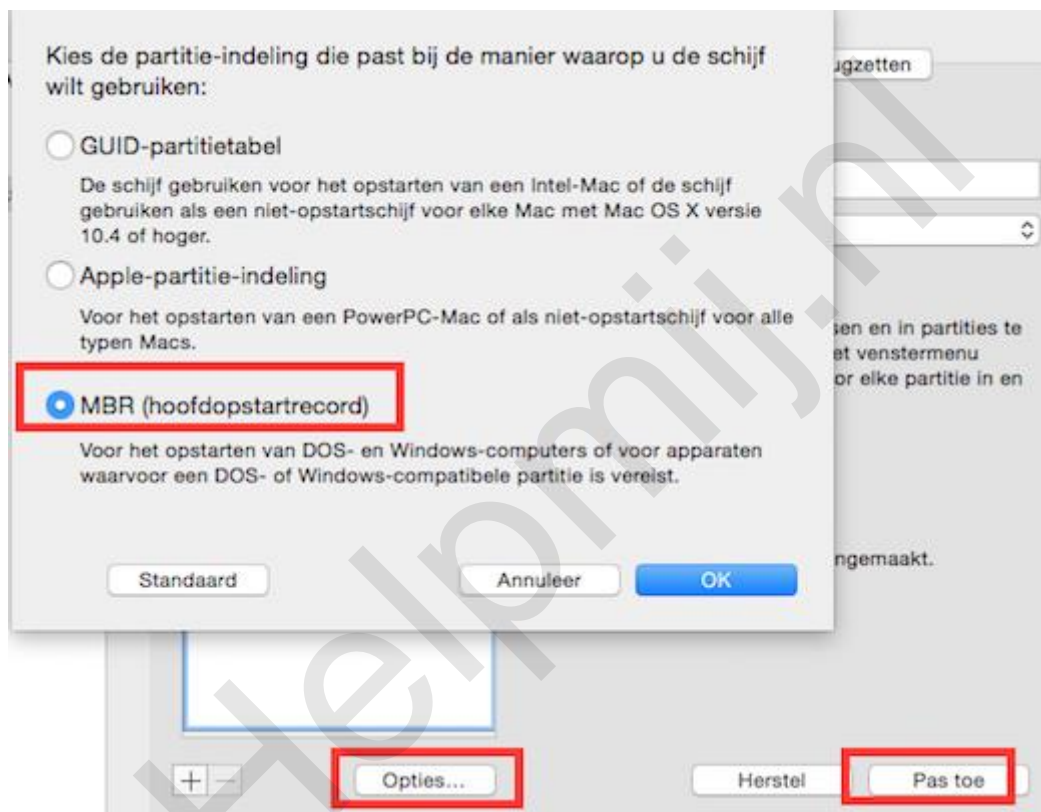 Kies de partitie-indeling die past bij de manier waarop u de schijf
wilt gebruiken:
GUID-partitietabel
De schijf gebruiken voor het opstarten van een Intel-Mac of de schijf
gebruiken als een niet-opstartschijf voor elke Mac met Mac OS X versie
10.4 of hoger.
Apple-partitie-indeling
Voor het opstarten van een PowerPC-Mac of als niet-opstartschijf voor alle
typen Macs.
MBR (hoofdopstartrecord)
Voor het opstarten van DOS- en Windows-computers of voor apparaten
waarvoor een DOS- of Windows-compatibele partitie is vereist.
Standaard
Annuleer
OK
ugzetten
sen en in partities te
et venstermenu
or elke partitie in en
ngemaakt.
+ −
Opties...
Herstel
Pas toe
Helpmij.nl